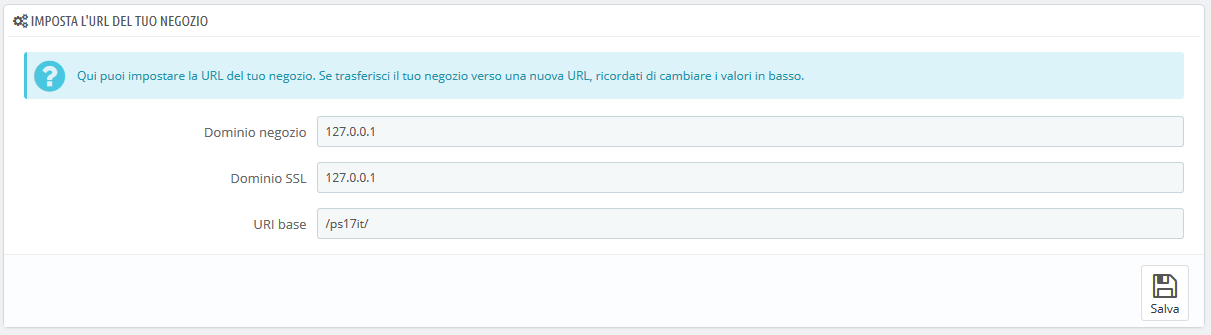 IMPOSTA L'URL DEL TUO NEGOZIO
Qui puoi impostare la URL del tuo negozio. Se trasferisci il tuo negozio verso una nuova URL, ricordati di cambiare i valori in basso.
Dominio negozio 127.0.0.1
Dominio SSL 127.0.0.1
URI base /ps17it/
Salva